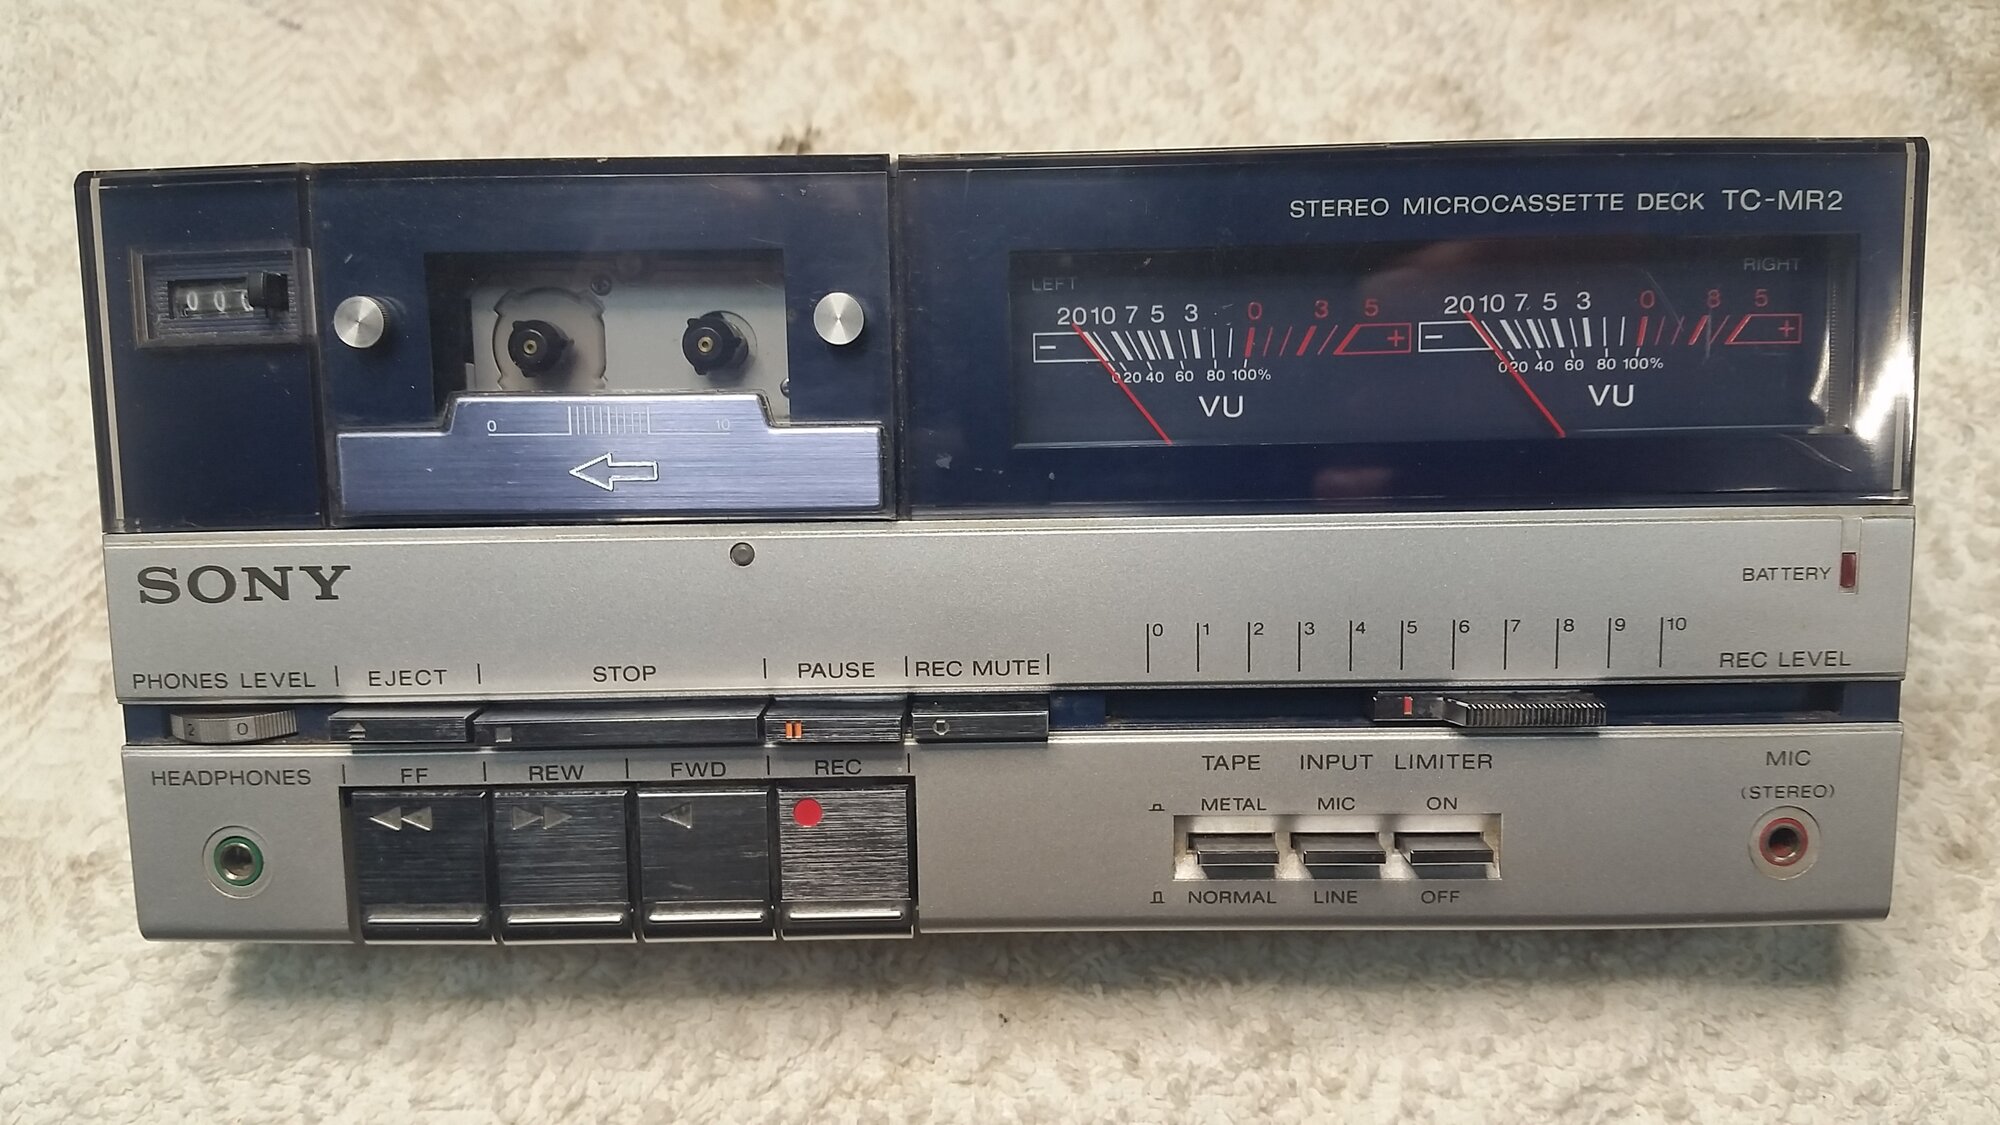 STEREO MICROCASSETTE DECK TC-MR2
0 0
LEFT
RIGHT
20 10 7 5 3 0 3 5
- +
0 20 40 60 80 100%
VU
20 10 7 5 3 0 3 5
- +
0 20 40 60 80 100%
VU
0 10
SONY
BATTERY
0 1 2 3 4 5 6 7 8 9 10
REC LEVEL
PHONES LEVEL EJECT STOP PAUSE REC MUTE
2 0
HEADPHONES FF REW FWD REC
TAPE INPUT LIMITER
METAL MIC ON
NORMAL LINE OFF
MIC
(STEREO)